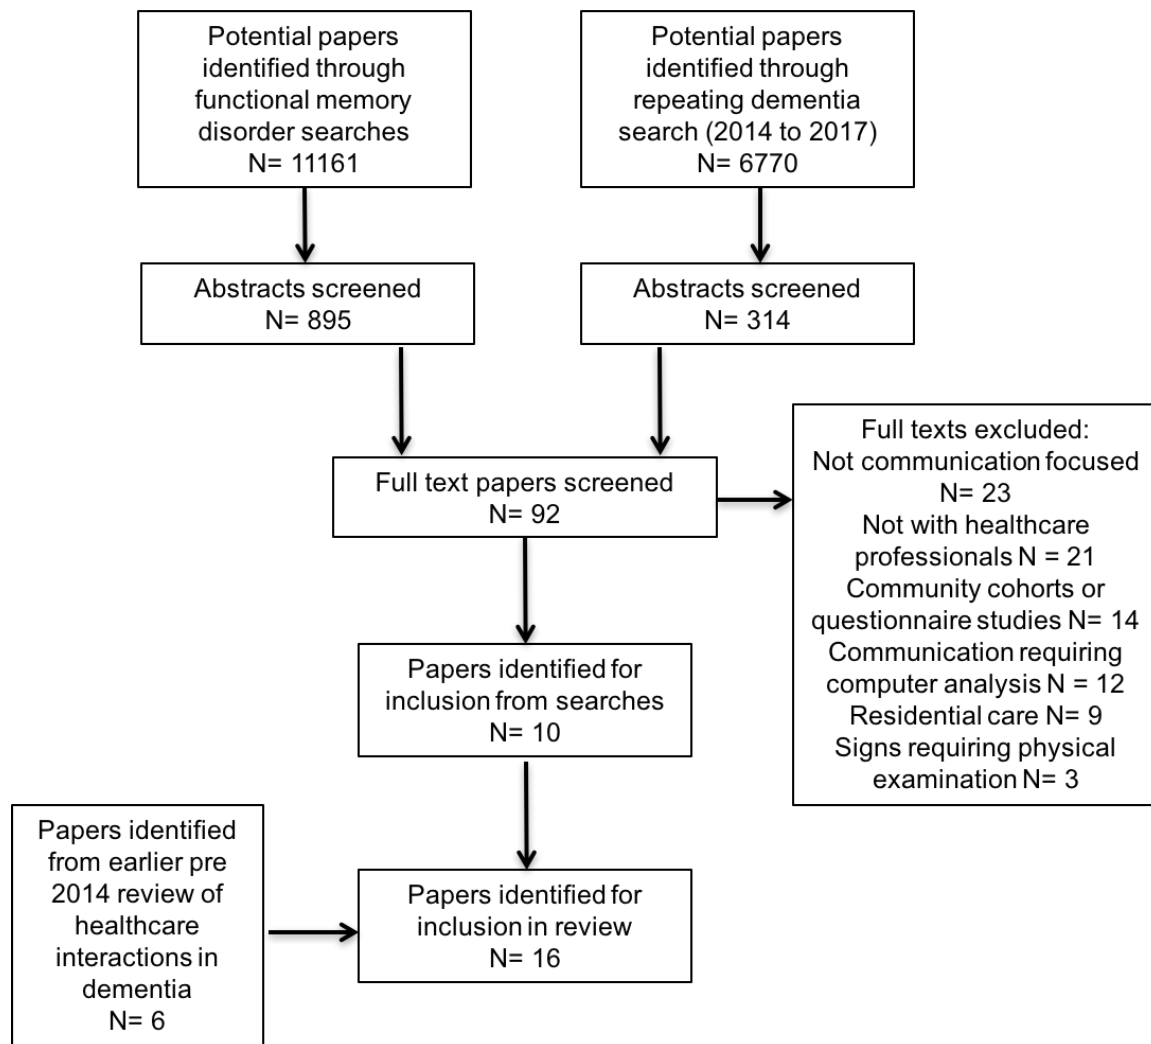 Potential papers
identified through
functional memory
disorder searches
N= 11161
Potential papers
identified through
repeating dementia
search (2014 to 2017)
N= 6770
Abstracts screened
N= 895
Abstracts screened
N= 314
Full text papers screened
N= 92
Full texts excluded:
Not communication focused
N= 23
Not with healthcare
professionals N = 21
Community cohorts or
questionnaire studies N= 14
Communication requiring
computer analysis N = 12
Residential care N= 9
Signs requiring physical
examination N= 3
Papers identified for
inclusion from searches
N= 10
Papers identified
from earlier pre
2014 review of
healthcare
interactions in
dementia
N= 6
Papers identified for
inclusion in review
N= 16